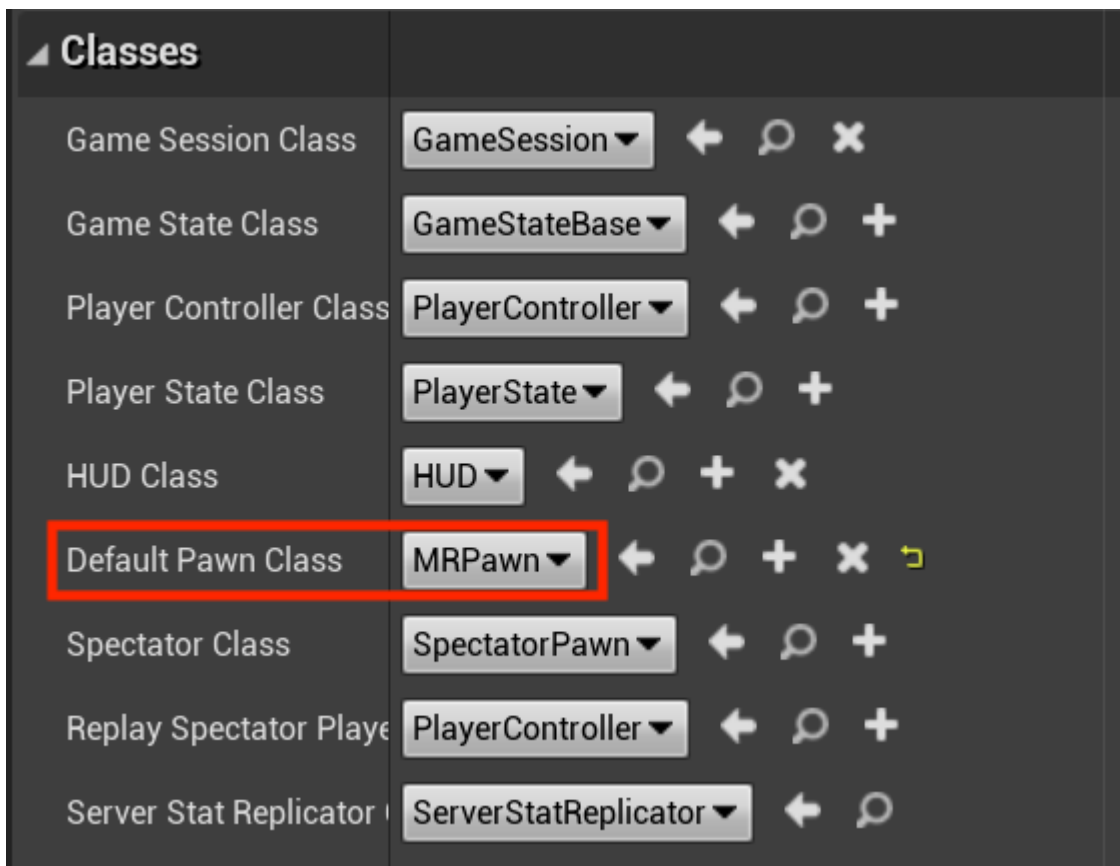 Classes
Game Session Class GameSession
Game State Class GameStateBase
Player Controller Class PlayerController
Player State Class PlayerState
HUD Class HUD
Default Pawn Class MRPawn
Spectator Class SpectatorPawn
Replay Spectator Playe PlayerController
Server Stat Replicator ServerStatReplicator